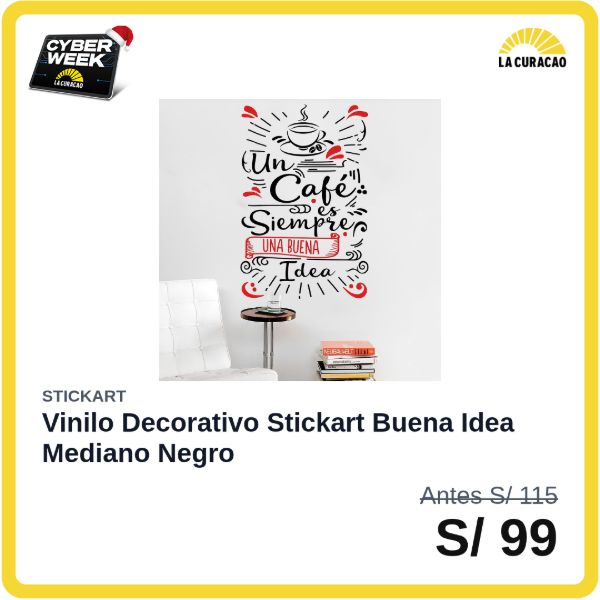 CYBER
WEEK
LA CURACAO
LA CURACAO
Un
Café
es
Siempre
UNA BUENA
Idea
STICKART
Vinilo Decorativo Stickart Buena Idea
Mediano Negro
Antes S/ 115
S/ 99